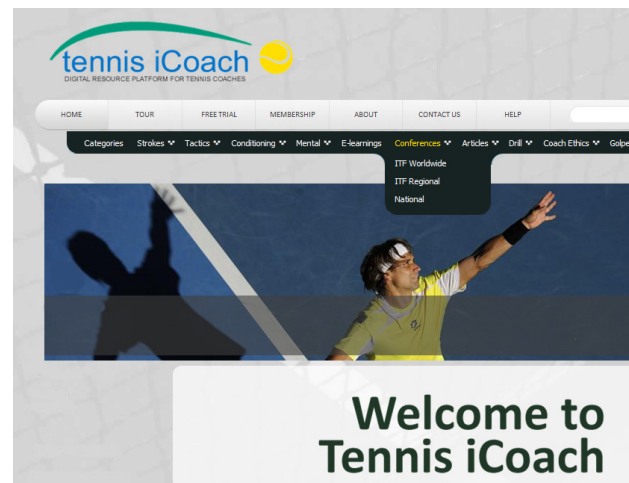 tennis iCoach
DIGITAL RESOURCE PLATFORM FOR TENNIS COACHES
HOME TOUR FREE TRIAL MEMBERSHIP ABOUT CONTACT US HELP
Categories Strokes Tactics Conditioning Mental E-learnings Conferences Articles Drill Coach Ethics Golpe
ITF Worldwide
ITF Regional
National
Welcome to
Tennis iCoach